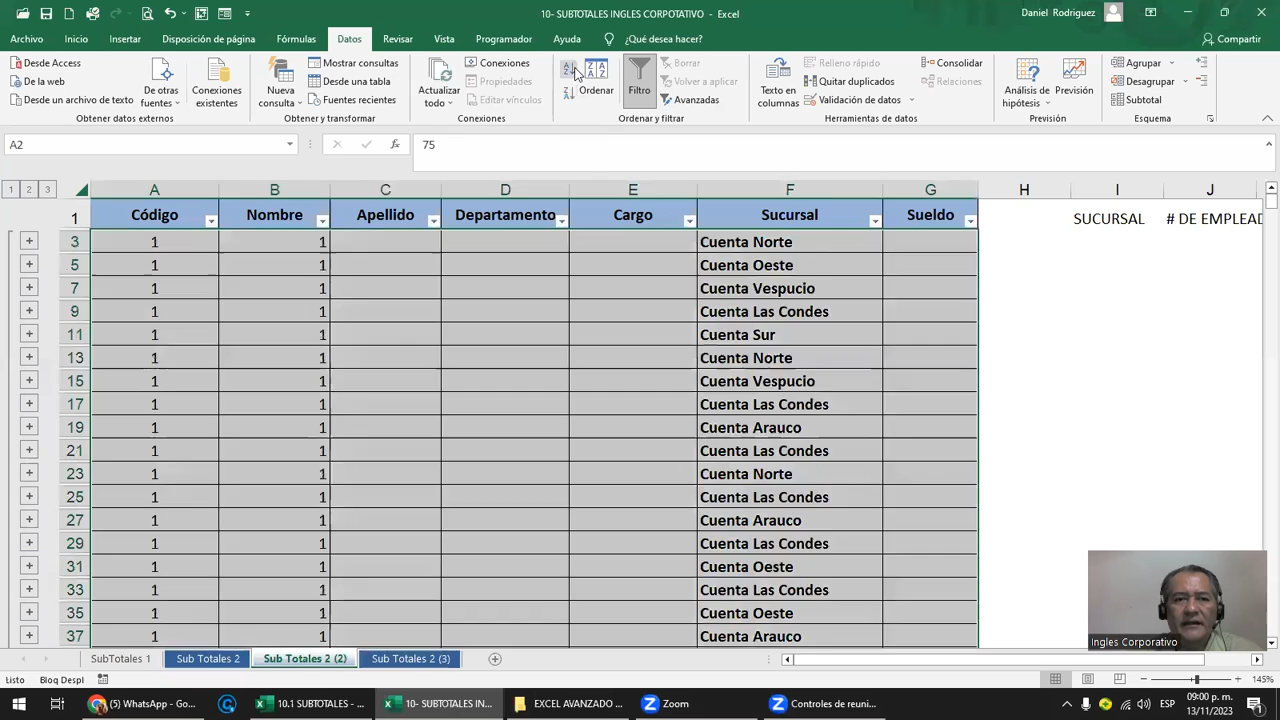 10- SUBTOTALES INGLES CORPOTATIVO - Excel
Daniel Rodriguez
Archivo Inicio Insertar Disposición de página Fórmulas Datos Revisar Vista Programador Ayuda ¿Qué desea hacer? Compartir
Desde Access
De la web
Desde un archivo de texto
De otras fuentes
Conexiones existentes
Obtener datos externos
Nueva consulta
Mostrar consultas
Desde una tabla
Fuentes recientes
Obtener y transformar
Actualizar todo
Conexiones
Propiedades
Editar vínculos
Conexiones
Ordenar
Filtro
Borrar
Volver a aplicar
Avanzadas
Ordenar y filtrar
Texto en columnas
Relleno rápido
Quitar duplicados
Validación de datos
Consolidar
Relaciones
Herramientas de datos
Análisis de hipótesis
Previsión
Previsión
Agrupar
Desagrupar
Subtotal
Esquema
A2 fx 75
1 2 3 A B C D E F G H I J
1 Código Nombre Apellido Departamento Cargo Sucursal Sueldo SUCURSAL # DE EMPLEAD
3 1 1 Cuenta Norte
5 1 1 Cuenta Oeste
7 1 1 Cuenta Vespucio
9 1 1 Cuenta Las Condes
11 1 1 Cuenta Sur
13 1 1 Cuenta Norte
15 1 1 Cuenta Vespucio
17 1 1 Cuenta Las Condes
19 1 1 Cuenta Arauco
21 1 1 Cuenta Las Condes
23 1 1 Cuenta Norte
25 1 1 Cuenta Las Condes
27 1 1 Cuenta Arauco
29 1 1 Cuenta Las Condes
31 1 1 Cuenta Oeste
33 1 1 Cuenta Las Condes
35 1 1 Cuenta Oeste
37 1 1 Cuenta Arauco
Ingles Corporativo
SubTotales 1 Sub Totales 2 Sub Totales 2 (2) Sub Totales 2 (3)
Listo Bloq Despl 145%
(5) WhatsApp - Go... 10.1 SUBTOTALES - ... 10- SUBTOTALES IN... EXCEL AVANZADO ... Zoom Controles de reuni... ESP 09:00 p. m.
13/11/2023